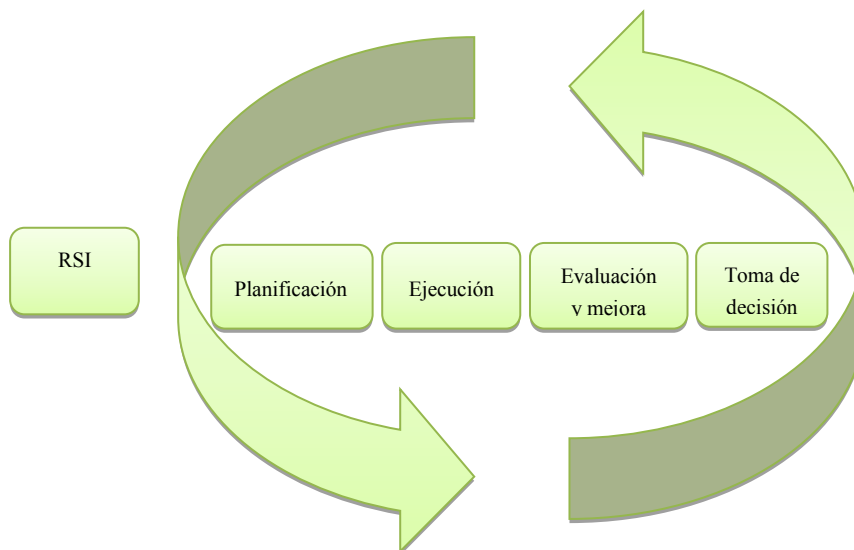 RSI
Planificación
Ejecución
Evaluación
y mejora
Toma de
decisión